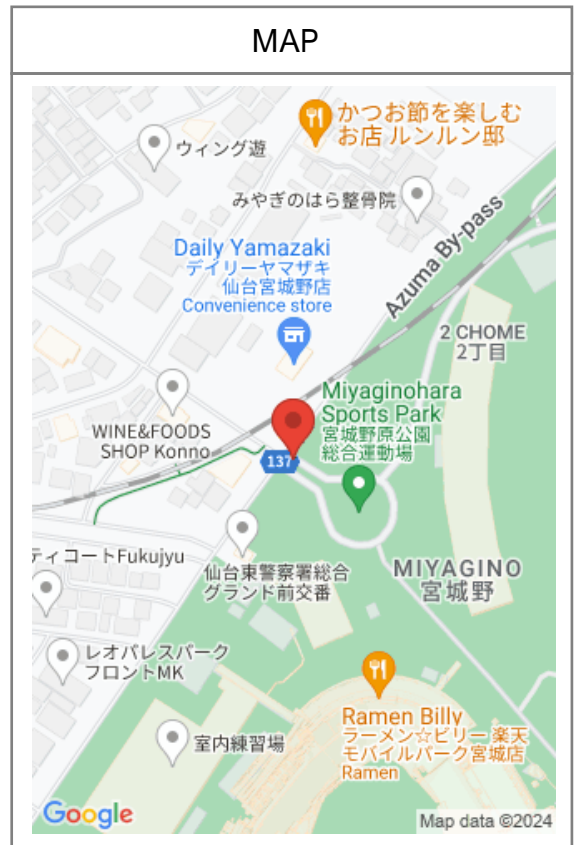 MAP
かつお節を楽しむ
お店 ルンルン邸
ウィング遊
みやぎのはら整骨院
Azuma By-pass
Daily Yamazaki
デイリーヤマザキ
仙台宮城野店
Convenience store
2 CHOME
2丁目
Miyaginohara
Sports Park
宮城野原公園
総合運動場
WINE&FOODS
SHOP Konno
137
ティコートFukujyu
仙台東警察署総合
グランド前交番
MIYAGINO
宮城野
レオパレスパーク
フロントMK
Ramen Billy
ラーメン☆ビリー 楽天
モバイルパーク宮城店
Ramen
室内練習場
Google
Map data ©2024